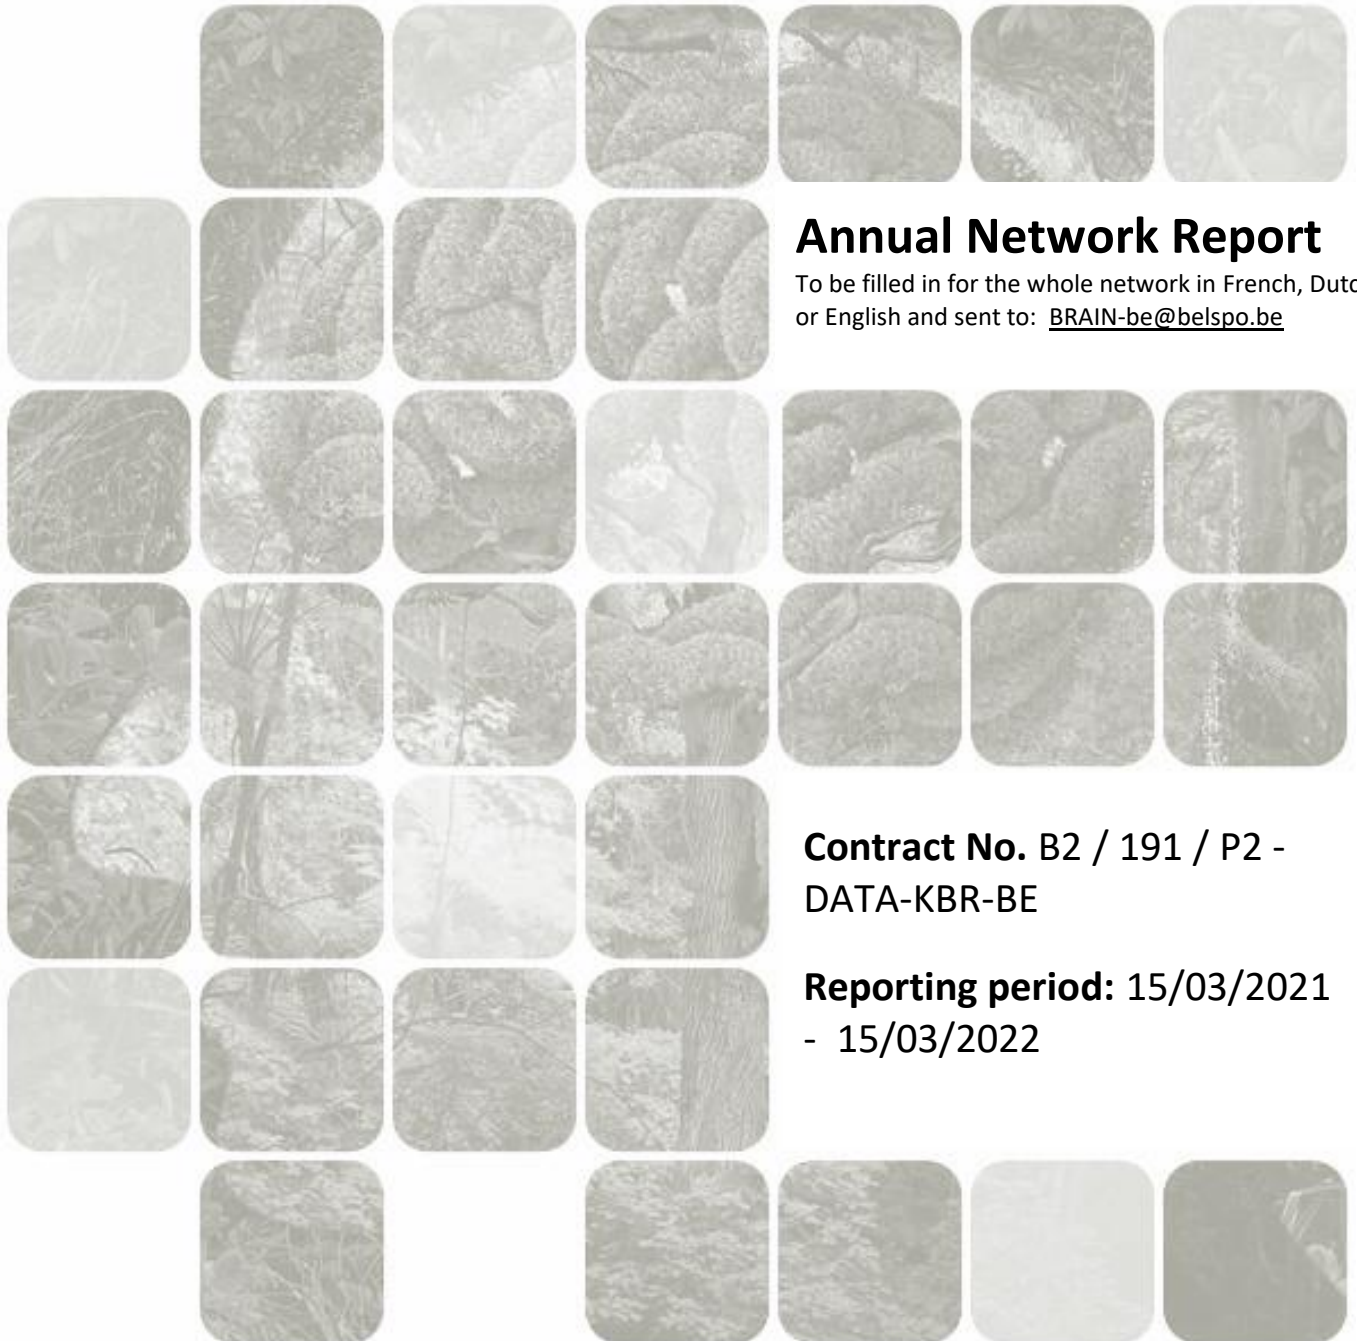 Annual Network Report
To be filled in for the whole network in French, Dutc
or English and sent to: BRAIN-be@belspo.be
Contract No. B2 / 191 / P2 -
DATA-KBR-BE
Reporting period: 15/03/2021
- 15/03/2022